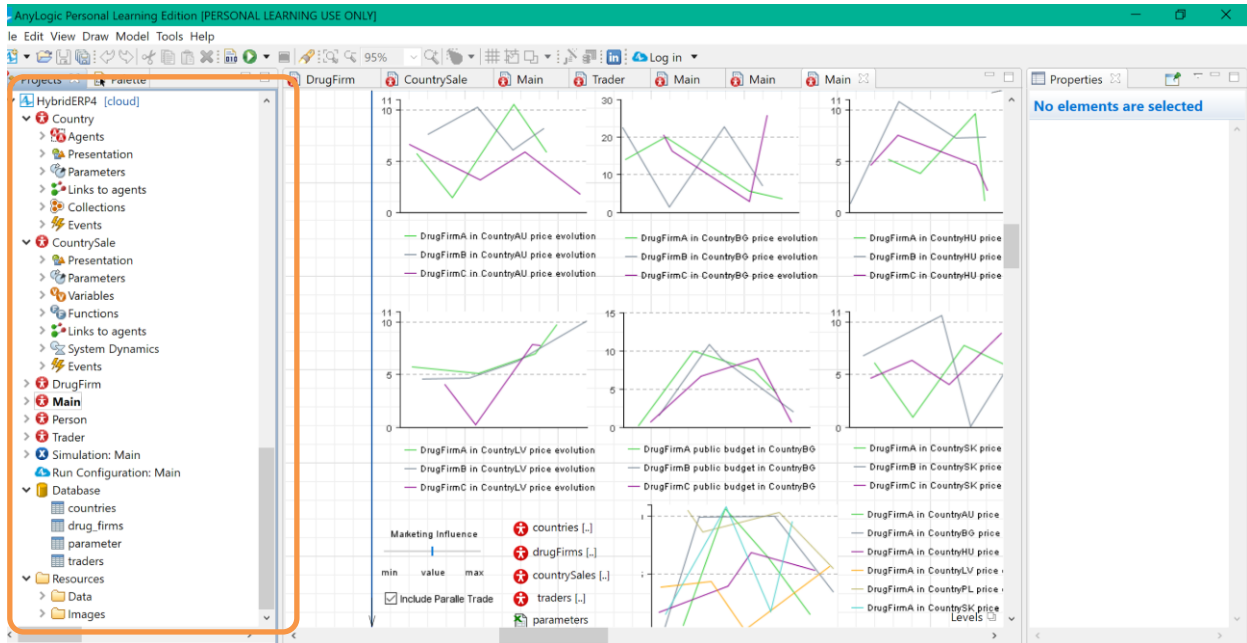 AnyLogic Personal Learning Edition [PERSONAL LEARNING USE ONLY]
le Edit View Draw Model Tools Help
95%
Log in
Projects
Palette
DrugFirm
CountrySale
Main
Trader
Main
Main
Main
Properties
HybridERP4 [cloud]
Country
Agents
Presentation
Parameters
Links to agents
Collections
Events
CountrySale
Presentation
Parameters
Variables
Functions
Links to agents
System Dynamics
Events
DrugFirm
Main
Person
Trader
Simulation: Main
Run Configuration: Main
Database
countries
drug_firms
parameter
traders
Resources
Data
Images
11
10
5
0
DrugFirmA in CountryAU price evolution
DrugFirmB in CountryAU price evolution
DrugFirmC in CountryAU price evolution
30
20
10
0
DrugFirmA in CountryBG price evolution
DrugFirmB in CountryBG price evolution
DrugFirmC in CountryBG price evolution
11
10
5
0
DrugFirmA in CountryHU price
DrugFirmB in CountryHU price
DrugFirmC in CountryHU price
11
10
5
0
DrugFirmA in CountryLV price evolution
DrugFirmB in CountryLV price evolution
DrugFirmC in CountryLV price evolution
15
10
5
0
DrugFirmA public budget in CountryBG
DrugFirmB public budget in CountryBG
DrugFirmC public budget in CountryBG
11
10
5
0
DrugFirmA in CountrySK price
DrugFirmB in CountrySK price
DrugFirmC in CountrySK price
Marketing Influence
min value max
Include Paralle Trade
countries [..]
drugFirms [..]
countrySales [..]
traders [..]
parameters
DrugFirmA in CountryAU price
DrugFirmA in CountryBG price
DrugFirmA in CountryHU price
DrugFirmA in CountryLV price
DrugFirmA in CountryPL price
DrugFirmA in CountrySK price
Levels
No elements are selected